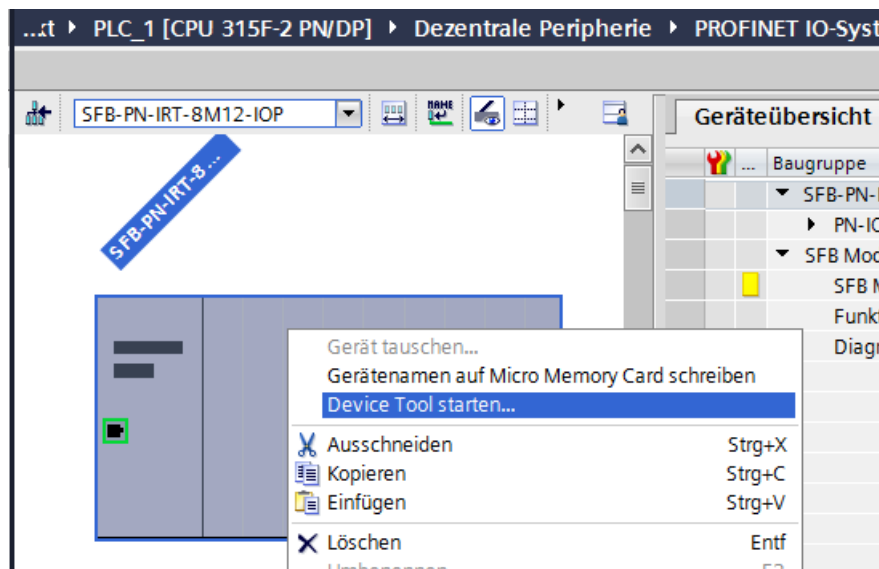 ...:t ▸ PLC_1 [CPU 315F-2 PN/DP] ▸ Dezentrale Peripherie ▸ PROFINET IO-Syst
SFB-PN-IRT-8M12-IOP
NAME
Geräteübersicht
... Baugruppe
SFB-PN-IRT-8...
SFB-PN-
PN-IO
SFB Mod
SFB M
Funkt
Diagn
Gerät tauschen...
Gerätenamen auf Micro Memory Card schreiben
Device Tool starten...
Ausschneiden Strg+X
Kopieren Strg+C
Einfügen Strg+V
Löschen Entf